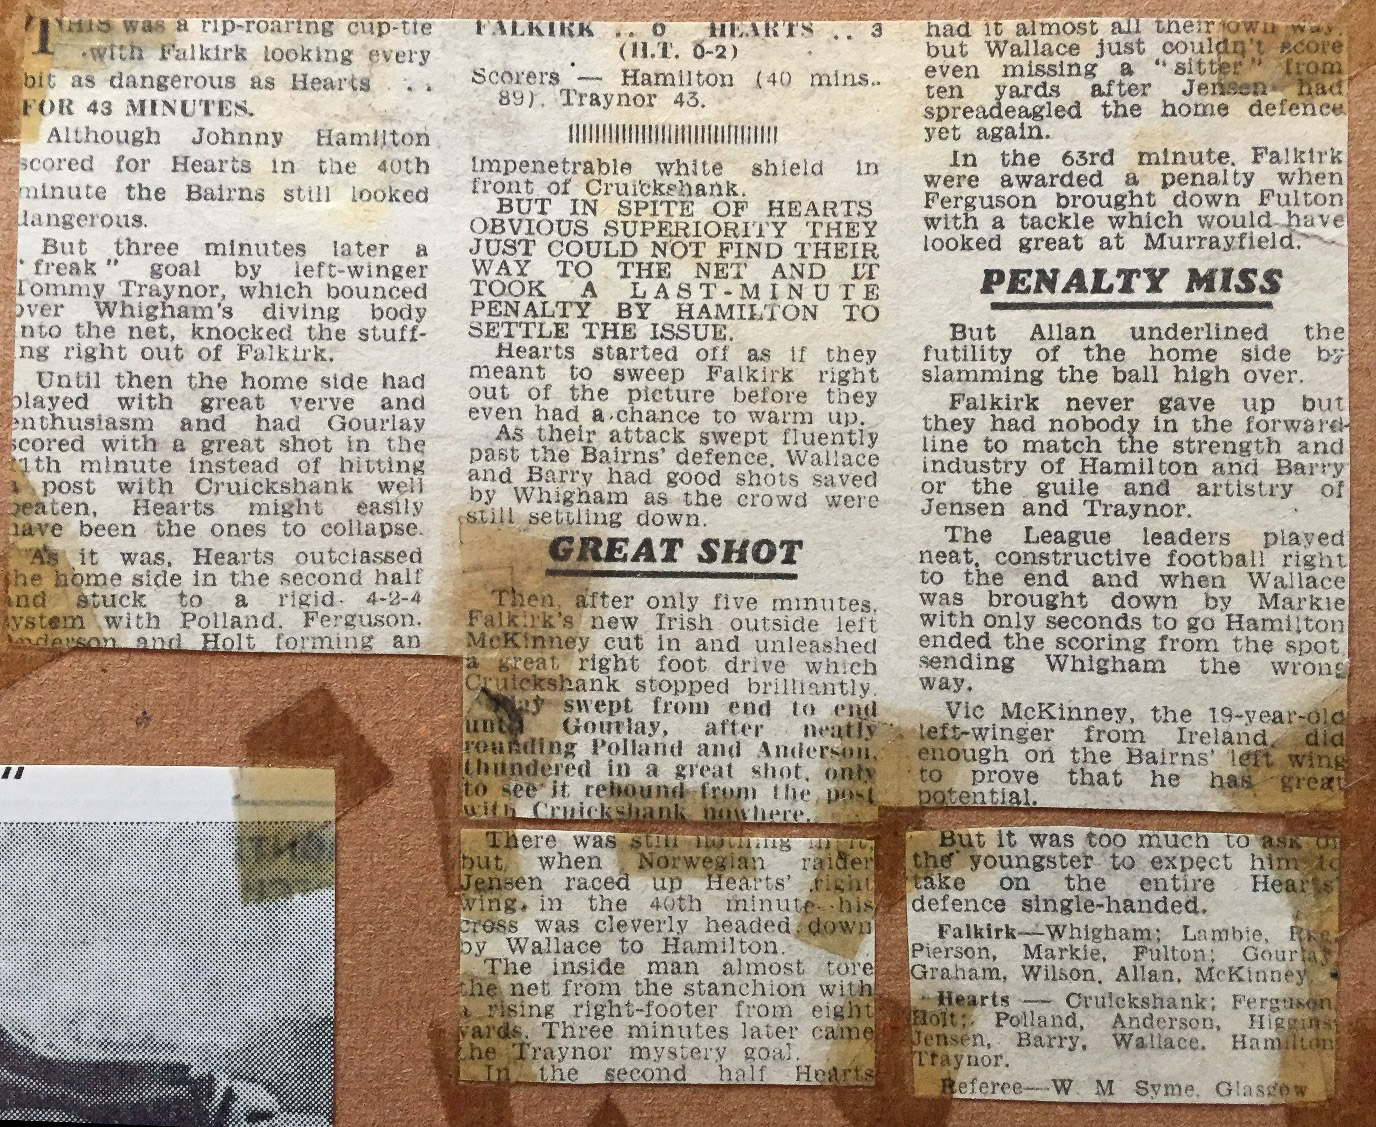 THIS was a rip-roaring cup-tie
with Falkirk looking every
bit as dangerous as Hearts . .
FOR 43 MINUTES.
Although Johnny Hamilton
scored for Hearts in the 40th
minute the Bairns still looked
dangerous.
But three minutes later a
"freak" goal by left-winger
Tommy Traynor, which bounced
over Whigham's diving body
into the net, knocked the stuff-
ing right out of Falkirk.
Until then the home side had
played with great verve and
enthusiasm and had Gourlay
scored with a great shot in the
minute instead of hitting
a post with Cruickshank well
beaten, Hearts might easily
have been the ones to collapse.
As it was, Hearts outclassed
the home side in the second half
and stuck to a rigid 4-2-4
system with Polland, Ferguson,
Anderson and Holt forming an
FALKIRK .. 0 HEARTS .. 3
(H.T. 0-2)
Scorers — Hamilton (40 mins..
89). Traynor 43.
impenetrable white shield in
front of Cruickshank.
BUT IN SPITE OF HEARTS
OBVIOUS SUPERIORITY THEY
JUST COULD NOT FIND THEIR
WAY TO THE NET AND IT
TOOK A LAST-MINUTE
PENALTY BY HAMILTON TO
SETTLE THE ISSUE.
Hearts started off as if they
meant to sweep Falkirk right
out of the picture before they
even had a chance to warm up.
As their attack swept fluently
past the Bairns' defence, Wallace
and Barry had good shots saved
by Whigham as the crowd were
still settling down.
GREAT SHOT
Then, after only five minutes,
Falkirk's new Irish outside left
McKinney cut in and unleashed
a great right foot drive which
Cruickshank stopped brilliantly.
Play swept from end to end
until Gourlay, after neatly
rounding Polland and Anderson,
thundered in a great shot, only
to see it rebound from the post
with Cruickshank nowhere.
There was still nothing in it,
but when Norwegian raider
Jensen raced up Hearts' right
wing, in the 40th minute his
cross was cleverly headed down
by Wallace to Hamilton.
The inside man almost tore
the net from the stanchion with
a rising right-footer from eight
yards. Three minutes later came
the Traynor mystery goal.
In the second half Hearts
had it almost all their own way,
but Wallace just couldn't score
even missing a "sitter" from
ten yards after Jensen had
spreadeagled the home defence
yet again.
In the 63rd minute, Falkirk
were awarded a penalty when
Ferguson brought down Fulton
with a tackle which would have
looked great at Murrayfield.
PENALTY MISS
But Allan underlined the
futility of the home side by
slamming the ball high over.
Falkirk never gave up but
they had nobody in the forward-
line to match the strength and
industry of Hamilton and Barry
or the guile and artistry of
Jensen and Traynor.
The League leaders played
neat, constructive football right
to the end and when Wallace
was brought down by Markie
with only seconds to go Hamilton
ended the scoring from the spot,
sending Whigham the wrong
way.
Vic McKinney, the 19-year-old
left-winger from Ireland, did
enough on the Bairns' left wing
to prove that he has great
potential.
But it was too much to ask of
the youngster to expect him to
take on the entire Hearts
defence single-handed.
Falkirk—Whigham; Lambie, Rae,
Pierson, Markie, Fulton; Gourlay,
Graham, Wilson, Allan, McKinney.
Hearts — Cruickshank; Ferguson,
Holt; Polland, Anderson, Higgins;
Jensen, Barry, Wallace, Hamilton,
Traynor.
Referee—W. M Syme, Glasgow